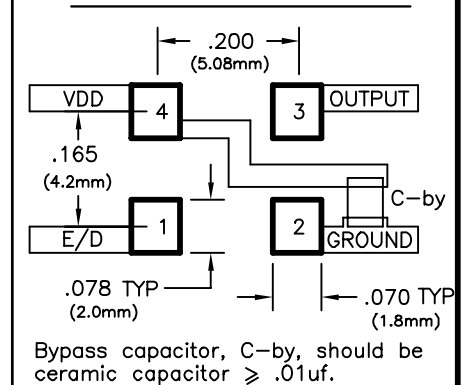 .200
(5.08mm)
VDD
4
3
OUTPUT
.165
(4.2mm)
C-by
E/D
1
2
GROUND
.078 TYP
(2.0mm)
.070 TYP
(1.8mm)
Bypass capacitor, C-by, should be
ceramic capacitor ⩾ .01uf.